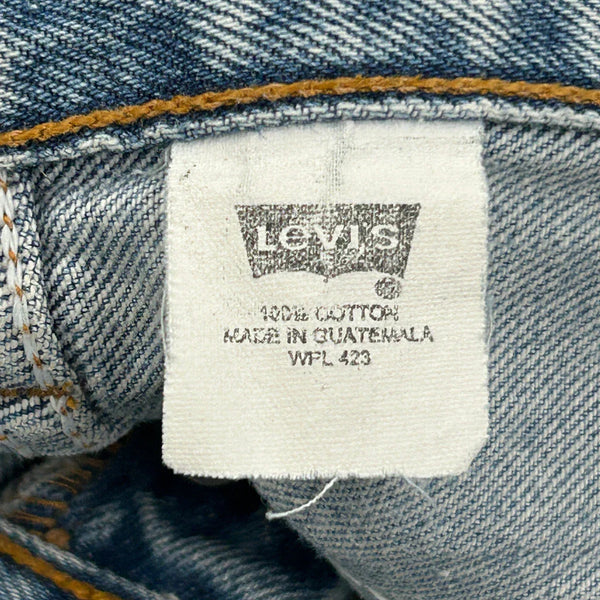 LEVI'S
100% COTTON
MADE IN GUATEMALA
WPL 423